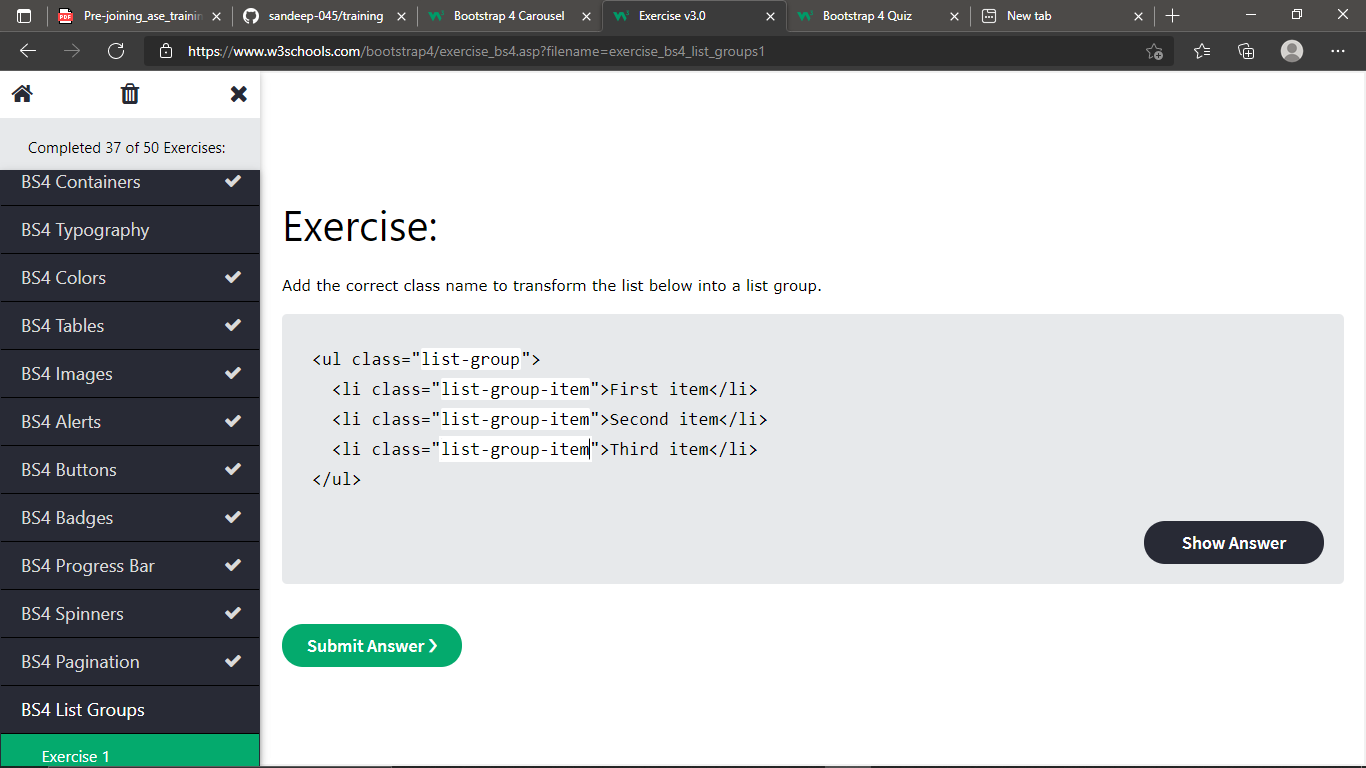 Pre-joining_ase_trainin
sandeep-045/training
Bootstrap 4 Carousel
Exercise v3.0
Bootstrap 4 Quiz
New tab
https://www.w3schools.com/bootstrap4/exercise_bs4.asp?filename=exercise_bs4_list_groups1
Completed 37 of 50 Exercises:
BS4 Containers
BS4 Typography
BS4 Colors
BS4 Tables
BS4 Images
BS4 Alerts
BS4 Buttons
BS4 Badges
BS4 Progress Bar
BS4 Spinners
BS4 Pagination
BS4 List Groups
Exercise 1
Exercise:
Add the correct class name to transform the list below into a list group.
<ul class="list-group">
<li class="list-group-item">First item</li>
<li class="list-group-item">Second item</li>
<li class="list-group-item">Third item</li>
</ul>
Show Answer
Submit Answer ❯